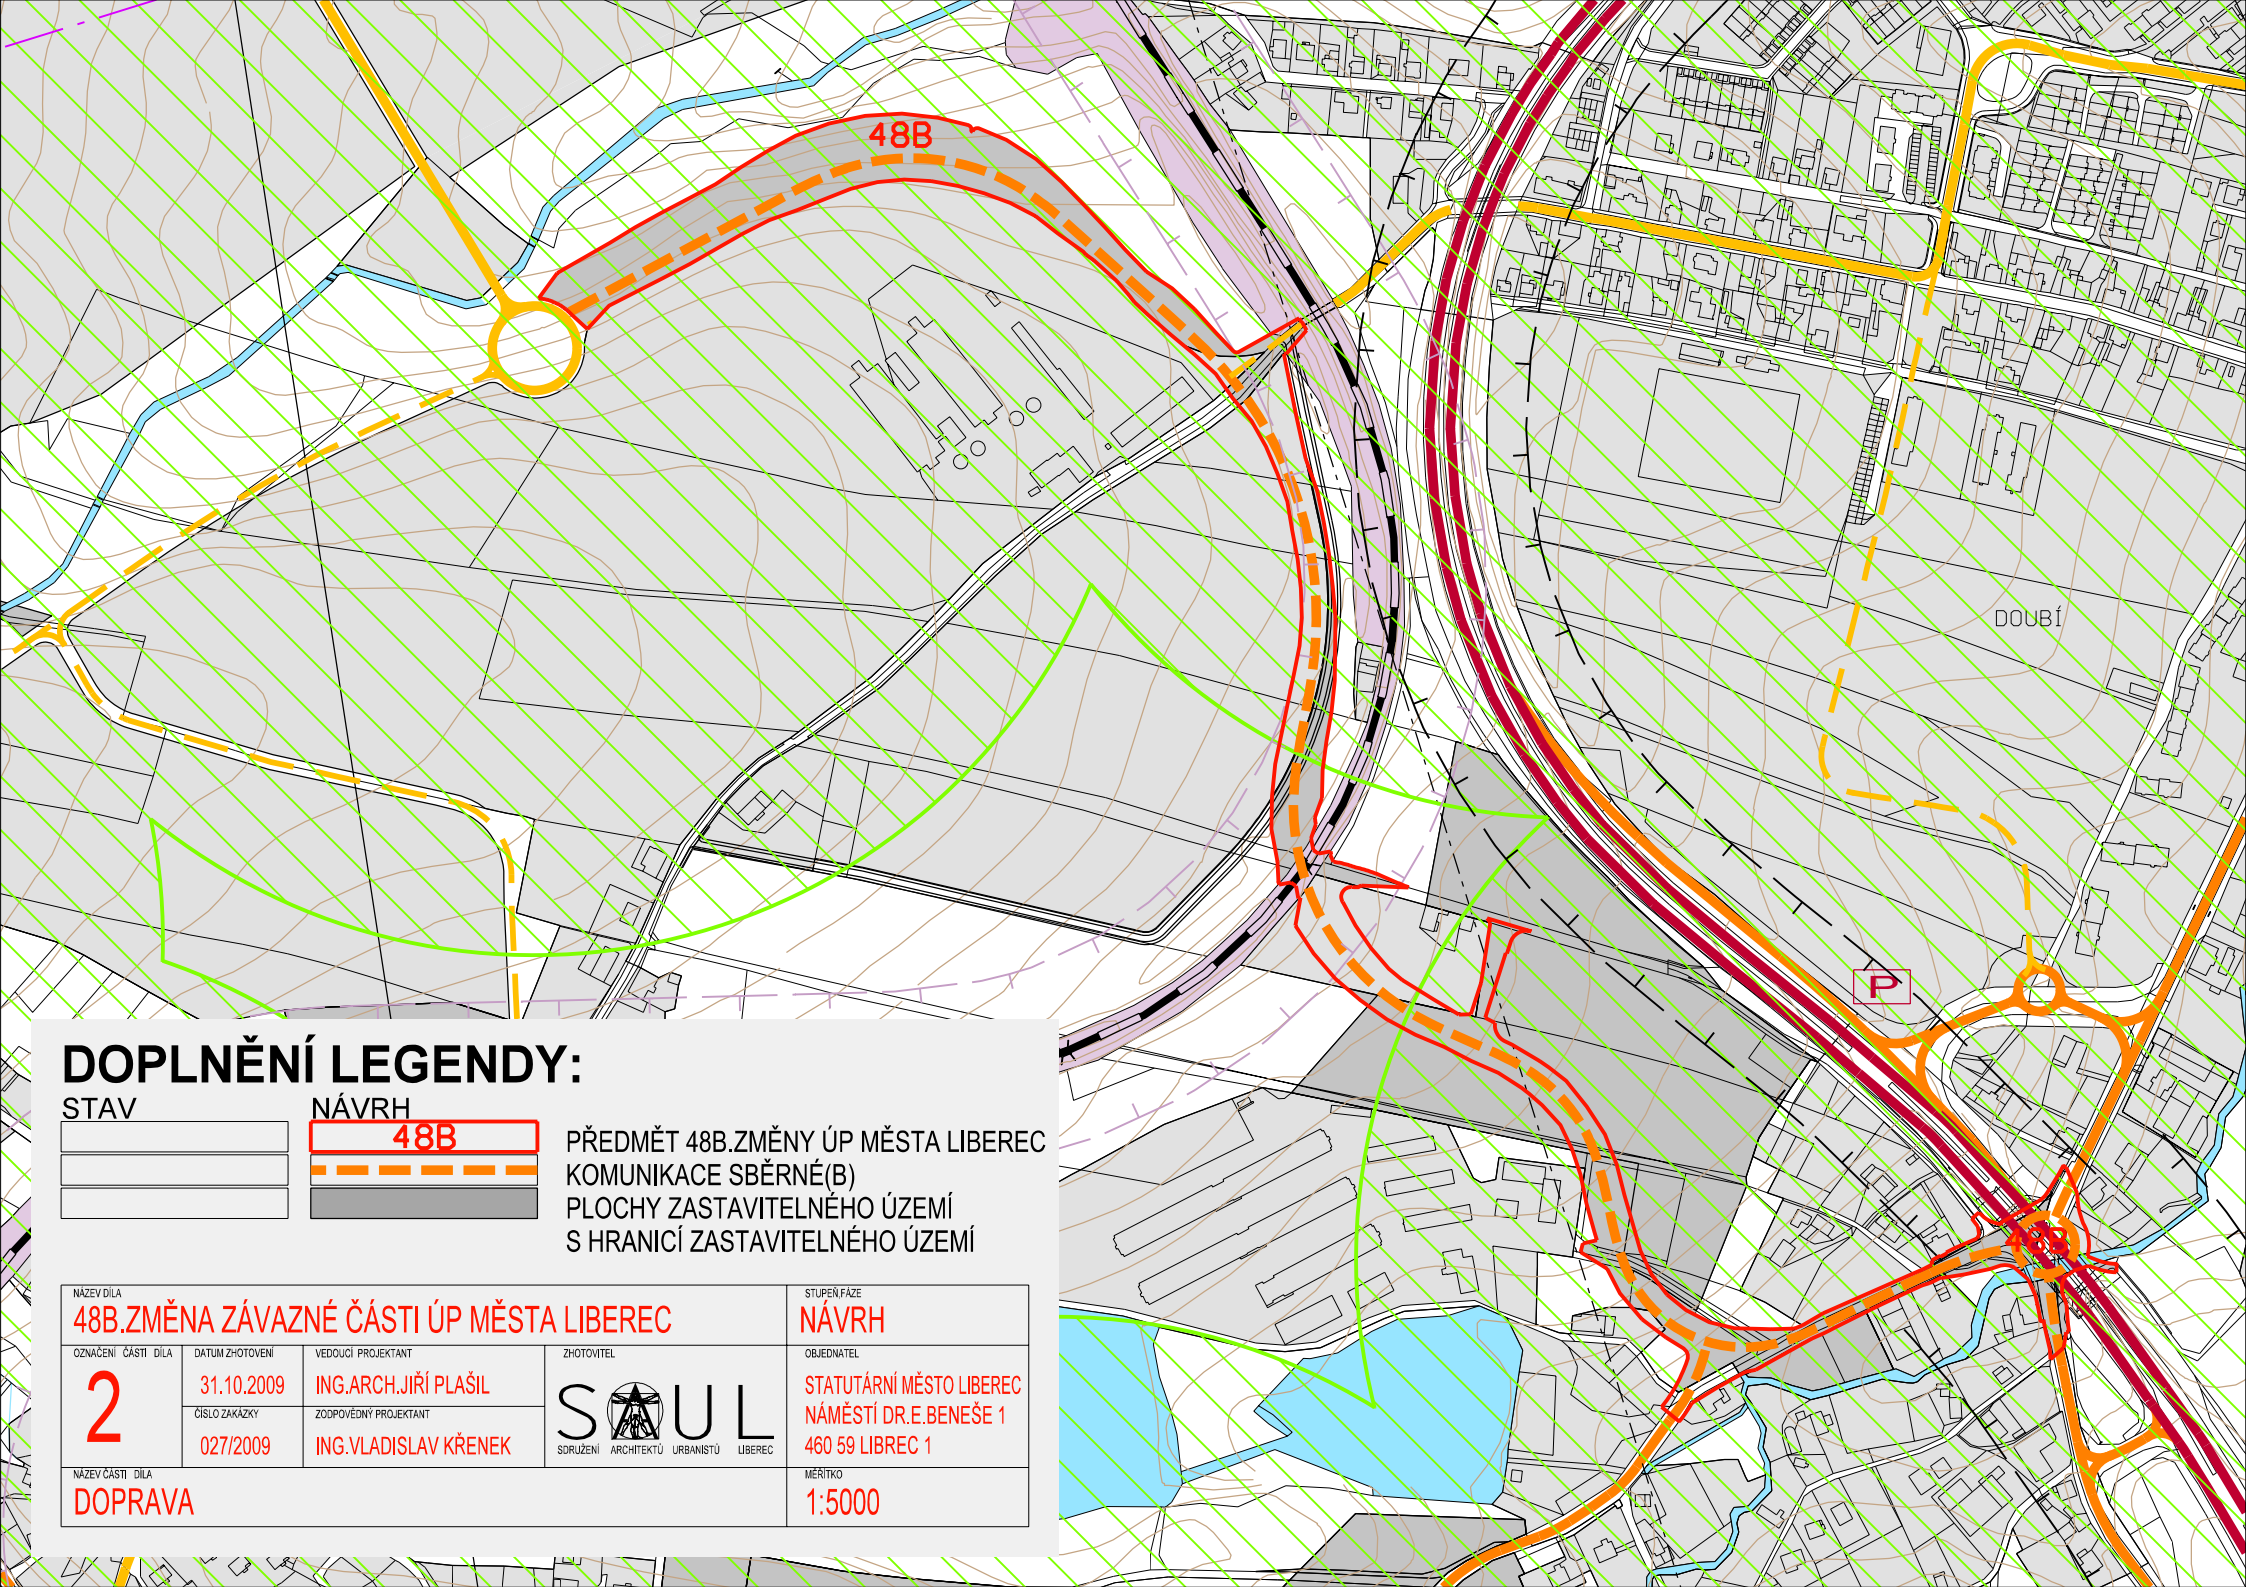 48B
DOUBÍ
P
48B
DOPLNĚNÍ LEGENDY:
STAV
NÁVRH
48B
PŘEDMĚT 48B.ZMĚNY ÚP MĚSTA LIBEREC
KOMUNIKACE SBĚRNÉ(B)
PLOCHY ZASTAVITELNÉHO ÚZEMÍ
S HRANICÍ ZASTAVITELNÉHO ÚZEMÍ
NÁZEV DÍLA
48B.ZMĚNA ZÁVAZNÉ ČÁSTI ÚP MĚSTA LIBEREC
STUPEŇ,FÁZE
NÁVRH
OZNAČENÍ ČÁSTI DÍLA
2
DATUM ZHOTOVENÍ
31.10.2009
ČÍSLO ZAKÁZKY
027/2009
VEDOUCÍ PROJEKTANT
ING.ARCH.JIŘÍ PLAŠIL
ZODPOVĚDNÝ PROJEKTANT
ING.VLADISLAV KŘENEK
ZHOTOVITEL
SAUL
SDRUŽENÍ ARCHITEKTŮ URBANISTŮ LIBEREC
OBJEDNATEL
STATUTÁRNÍ MĚSTO LIBEREC
NÁMĚSTÍ DR.E.BENEŠE 1
460 59 LIBREC 1
NÁZEV ČÁSTI DÍLA
DOPRAVA
MĚŘÍTKO
1:5000